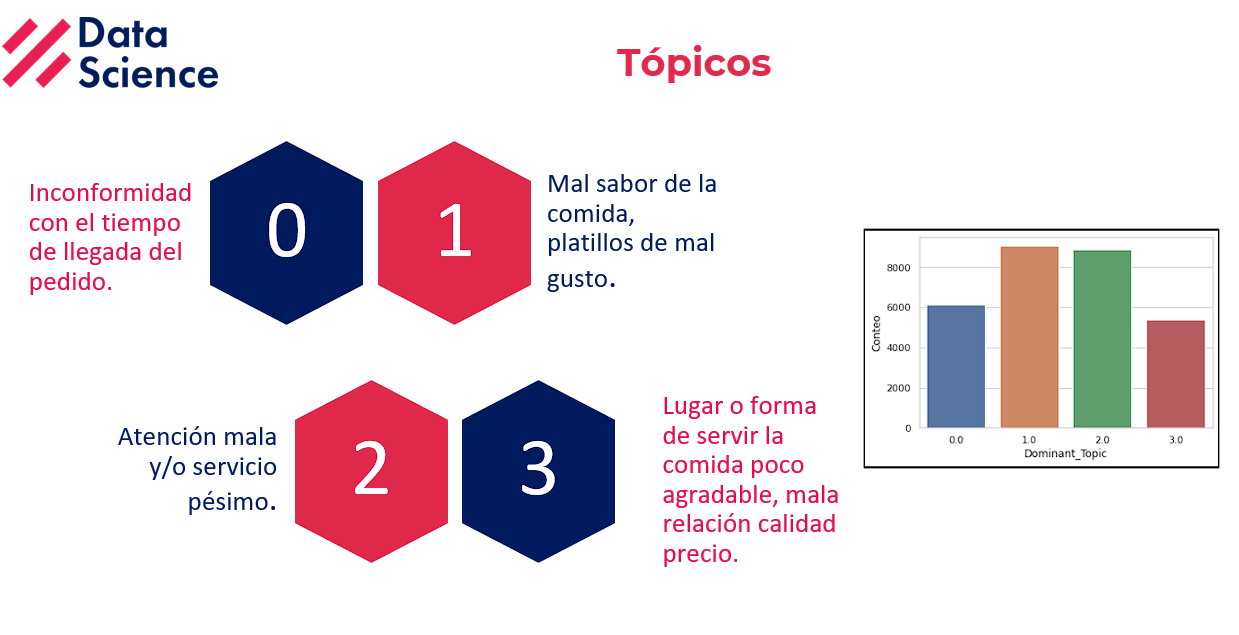 Data
Science
Tópicos
Inconformidad
con el tiempo
de llegada del
pedido.
0
1
Mal sabor de la
comida,
platillos de mal
gusto.
Atención mala
y/o servicio
pésimo.
2
3
Lugar o forma
de servir la
comida poco
agradable, mala
relación calidad
precio.
Conteo
8000
6000
4000
2000
0
0.0 1.0 2.0 3.0
Dominant_Topic